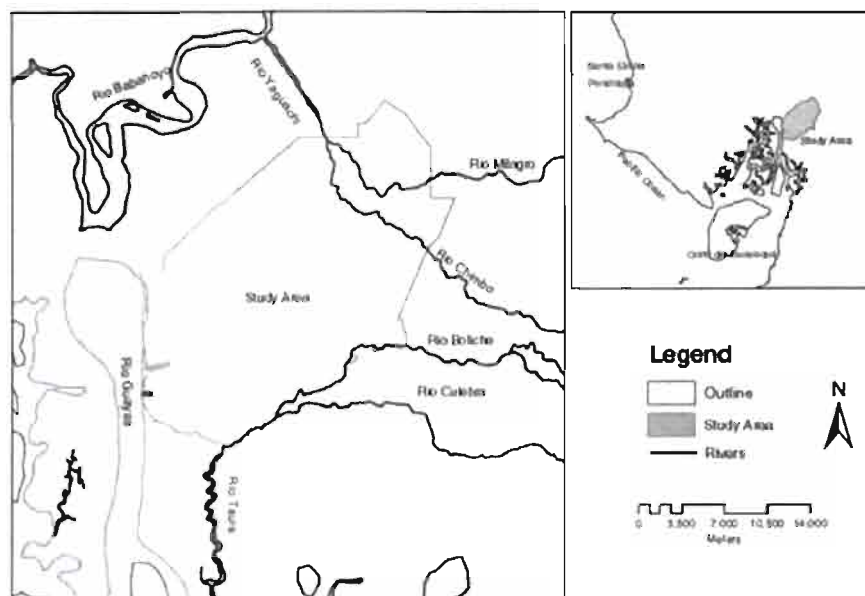 Rio Babahoyo
Rio Yaguachi
Rio Milagro
Rio Chimbo
Study Area
Rio Boliche
Rio Culebra
Rio Guayas
Rio Taura
Santa Elena
Peninsula
Study Area
Pacific Ocean
Legend
Outline
Study Area
Rivers
N
0 3,500 7,000 10,500 14,000
Meters